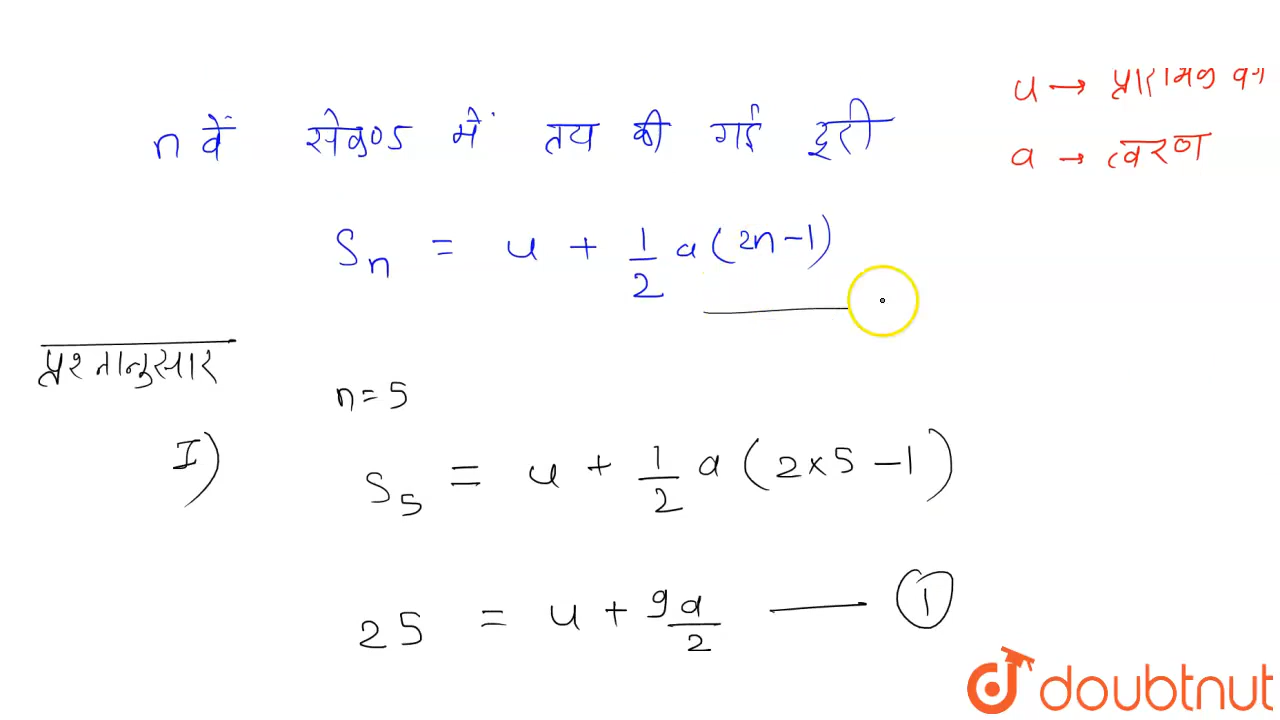 n वें सेकण्ड में तय की गई दूरी
u → प्रारम्भिक वेग
a → त्वरण
Sn = u + 1/2 a (2n - 1)
प्रश्नानुसार
n = 5
I) S5 = u + 1/2 a (2 x 5 - 1)
25 = u + 9a/2 — ①
doubtnut